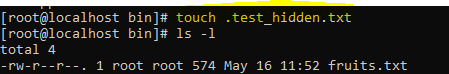 [root@localhost bin]# touch .test_hidden.txt
[root@localhost bin]# ls -l
total 4
-rw-r--r--. 1 root root 574 May 16 11:52 fruits.txt